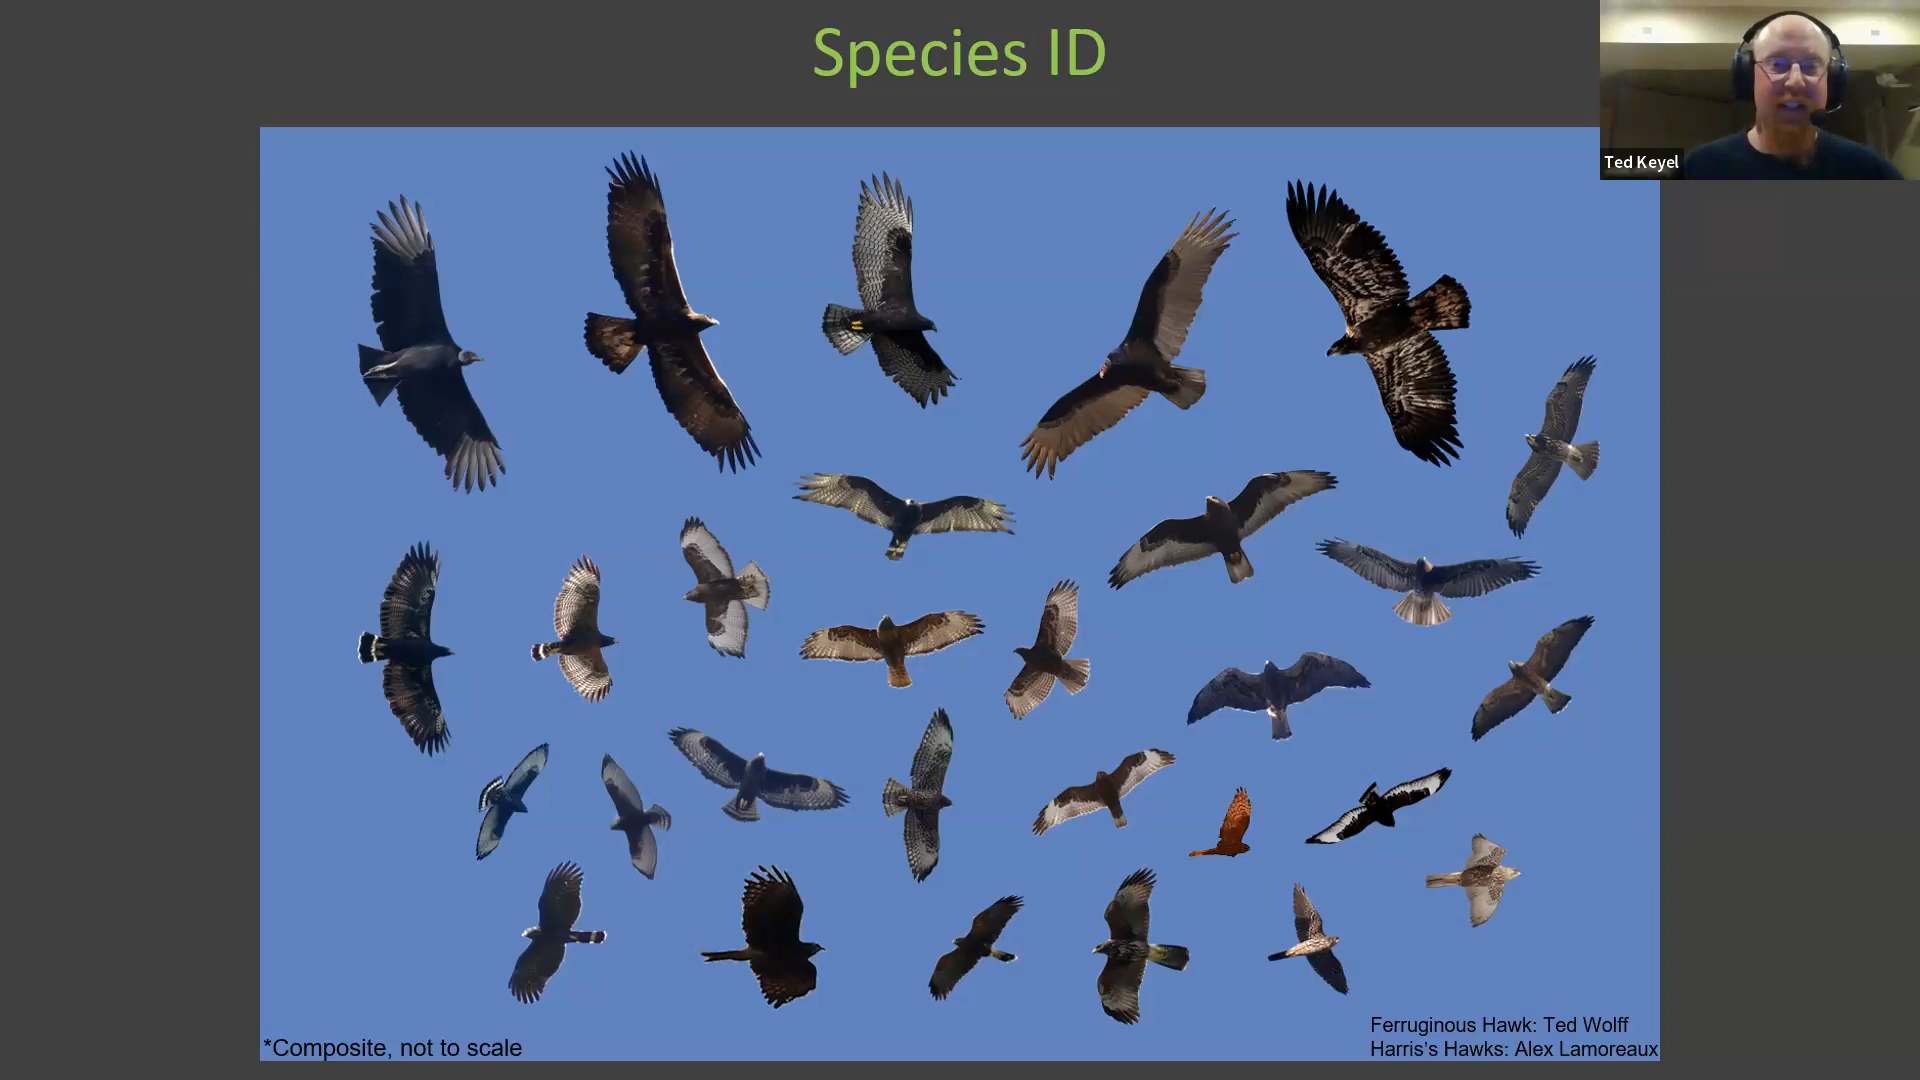 Species ID
Ted Keyel
Ferruginous Hawk: Ted Wolff
*Composite, not to scale
Harris's Hawks: Alex Lamoreaux